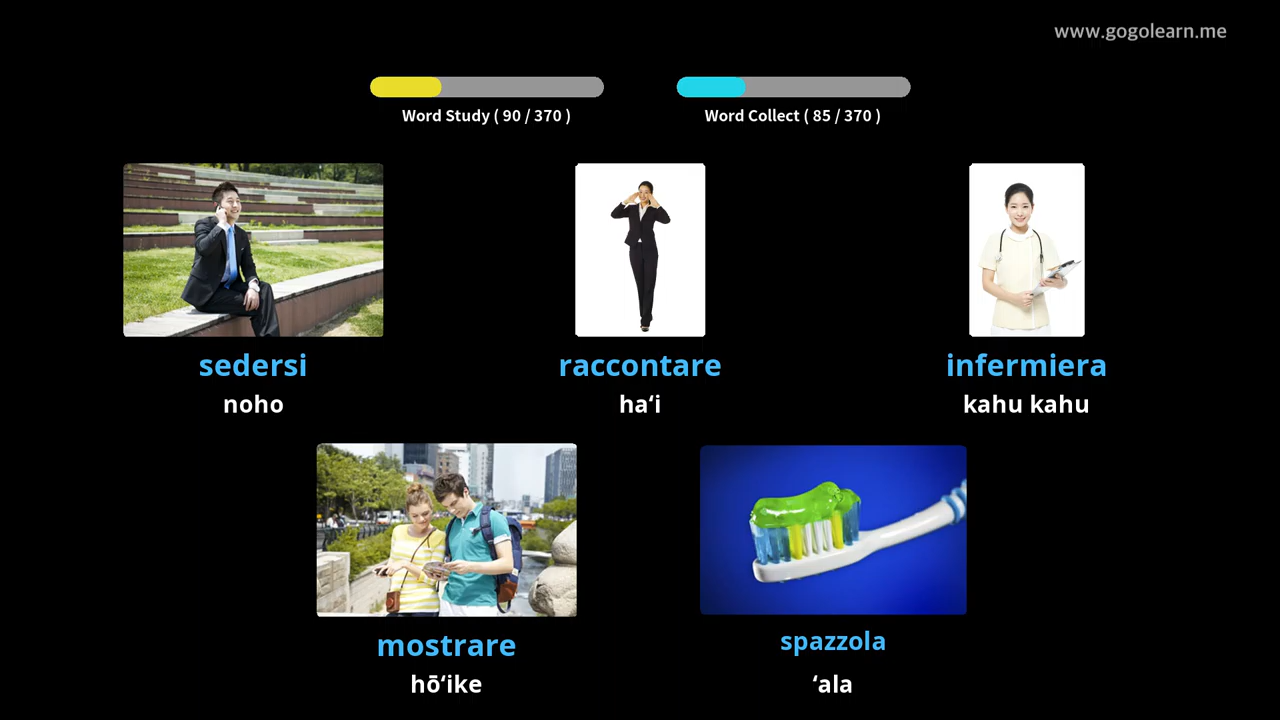 www.gogolearn.me
Word Study ( 90 / 370 )
Word Collect ( 85 / 370 )
sedersi
noho
raccontare
haʻi
infermiera
kahu kahu
mostrare
hōʻike
spazzola
ʻala